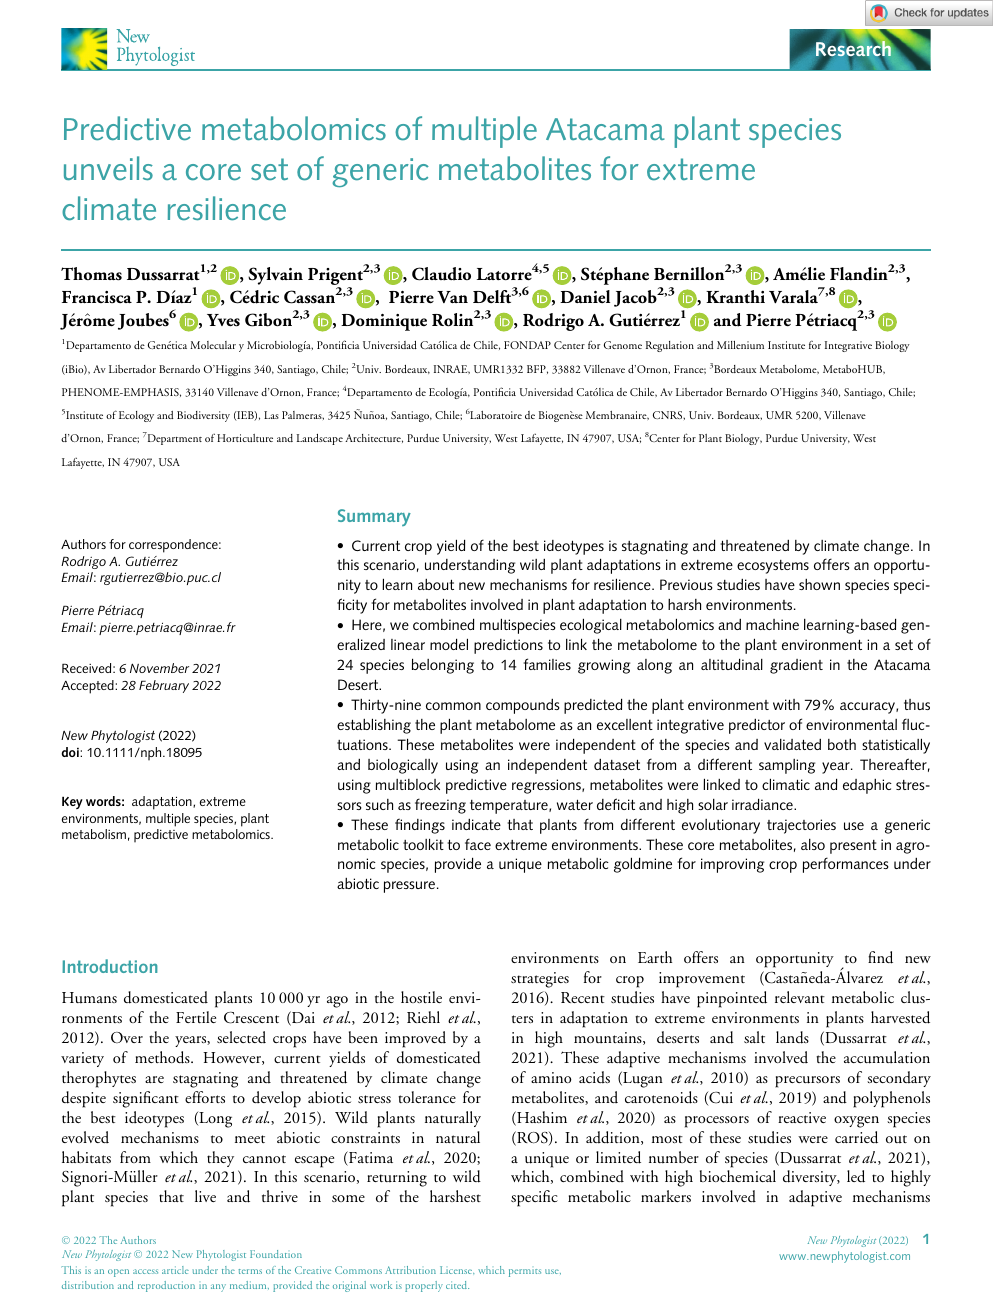 Check for updates
New
Phytologist
Research
Predictive metabolomics of multiple Atacama plant species
unveils a core set of generic metabolites for extreme
climate resilience
Thomas Dussarrat1,2 iD, Sylvain Prigent2,3 iD, Claudio Latorre4,5 iD, Stéphane Bernillon2,3 iD, Amélie Flandin2,3,
Francisca P. Díaz1 iD, Cédric Cassan2,3 iD, Pierre Van Delft3,6 iD, Daniel Jacob2,3 iD, Kranthi Varala7,8 iD,
Jérôme Joubes6 iD, Yves Gibon2,3 iD, Dominique Rolin2,3 iD, Rodrigo A. Gutiérrez1 iD and Pierre Pétriacq2,3 iD
1Departamento de Genética Molecular y Microbiología, Pontificia Universidad Católica de Chile, FONDAP Center for Genome Regulation and Millenium Institute for Integrative Biology
(iBio), Av Libertador Bernardo O'Higgins 340, Santiago, Chile; 2Univ. Bordeaux, INRAE, UMR1332 BFP, 33882 Villenave d'Ornon, France; 3Bordeaux Metabolome, MetaboHUB,
PHENOME-EMPHASIS, 33140 Villenave d'Ornon, France; 4Departamento de Ecología, Pontificia Universidad Católica de Chile, Av Libertador Bernardo O'Higgins 340, Santiago, Chile;
5Institute of Ecology and Biodiversity (IEB), Las Palmeras, 3425 Ñuñoa, Santiago, Chile; 6Laboratoire de Biogenèse Membranaire, CNRS, Univ. Bordeaux, UMR 5200, Villenave
d'Ornon, France; 7Department of Horticulture and Landscape Architecture, Purdue University, West Lafayette, IN 47907, USA; 8Center for Plant Biology, Purdue University, West
Lafayette, IN 47907, USA
Authors for correspondence:
Rodrigo A. Gutiérrez
Email: rgutierrez@bio.puc.cl
Pierre Pétriacq
Email: pierre.petriacq@inrae.fr
Received: 6 November 2021
Accepted: 28 February 2022
New Phytologist (2022)
doi: 10.1111/nph.18095
Key words: adaptation, extreme
environments, multiple species, plant
metabolism, predictive metabolomics.
Summary
• Current crop yield of the best ideotypes is stagnating and threatened by climate change. In
this scenario, understanding wild plant adaptations in extreme ecosystems offers an opportu-
nity to learn about new mechanisms for resilience. Previous studies have shown species speci-
ficity for metabolites involved in plant adaptation to harsh environments.
• Here, we combined multispecies ecological metabolomics and machine learning-based gen-
eralized linear model predictions to link the metabolome to the plant environment in a set of
24 species belonging to 14 families growing along an altitudinal gradient in the Atacama
Desert.
• Thirty-nine common compounds predicted the plant environment with 79% accuracy, thus
establishing the plant metabolome as an excellent integrative predictor of environmental fluc-
tuations. These metabolites were independent of the species and validated both statistically
and biologically using an independent dataset from a different sampling year. Thereafter,
using multiblock predictive regressions, metabolites were linked to climatic and edaphic stres-
sors such as freezing temperature, water deficit and high solar irradiance.
• These findings indicate that plants from different evolutionary trajectories use a generic
metabolic toolkit to face extreme environments. These core metabolites, also present in agro-
nomic species, provide a unique metabolic goldmine for improving crop performances under
abiotic pressure.
Introduction
Humans domesticated plants 10 000 yr ago in the hostile envi-
ronments of the Fertile Crescent (Dai et al., 2012; Riehl et al.,
2012). Over the years, selected crops have been improved by a
variety of methods. However, current yields of domesticated
therophytes are stagnating and threatened by climate change
despite significant efforts to develop abiotic stress tolerance for
the best ideotypes (Long et al., 2015). Wild plants naturally
evolved mechanisms to meet abiotic constraints in natural
habitats from which they cannot escape (Fatima et al., 2020;
Signori-Müller et al., 2021). In this scenario, returning to wild
plant species that live and thrive in some of the harshest
environments on Earth offers an opportunity to find new
strategies for crop improvement (Castañeda-Álvarez et al.,
2016). Recent studies have pinpointed relevant metabolic clus-
ters in adaptation to extreme environments in plants harvested
in high mountains, deserts and salt lands (Dussarrat et al.,
2021). These adaptive mechanisms involved the accumulation
of amino acids (Lugan et al., 2010) as precursors of secondary
metabolites, and carotenoids (Cui et al., 2019) and polyphenols
(Hashim et al., 2020) as processors of reactive oxygen species
(ROS). In addition, most of these studies were carried out on
a unique or limited number of species (Dussarrat et al., 2021),
which, combined with high biochemical diversity, led to highly
specific metabolic markers involved in adaptive mechanisms
© 2022 The Authors
New Phytologist © 2022 New Phytologist Foundation
This is an open access article under the terms of the Creative Commons Attribution License, which permits use,
distribution and reproduction in any medium, provided the original work is properly cited.
New Phytologist (2022) 1
www.newphytologist.com